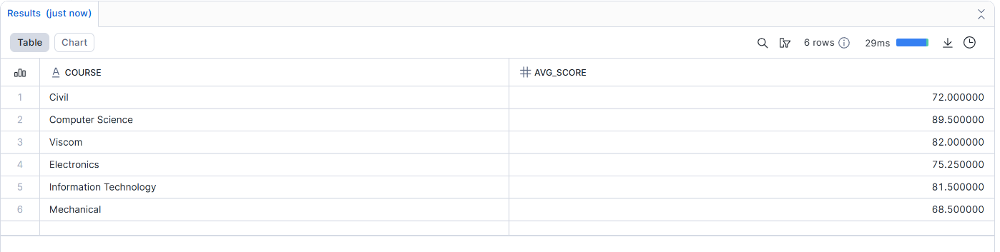 Results (just now)
Table Chart 6 rows 29ms
COURSE AVG_SCORE
1 Civil 72.000000
2 Computer Science 89.500000
3 Viscom 82.000000
4 Electronics 75.250000
5 Information Technology 81.500000
6 Mechanical 68.500000